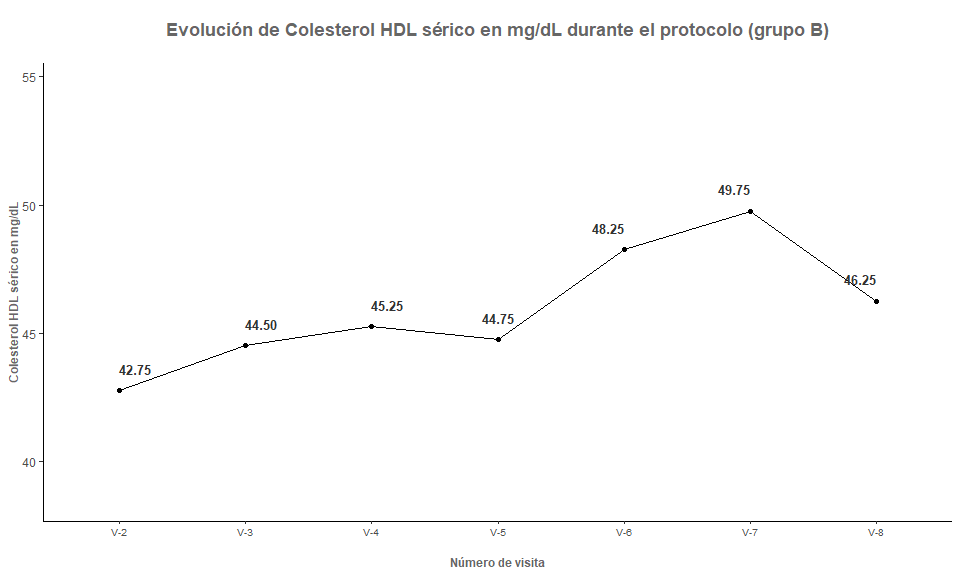 Evolución de Colesterol HDL sérico en mg/dL durante el protocolo (grupo B)
Colesterol HDL sérico en mg/dL
55
50
45
40
42.75
44.50
45.25
44.75
48.25
49.75
46.25
V-2
V-3
V-4
V-5
V-6
V-7
V-8
Número de visita